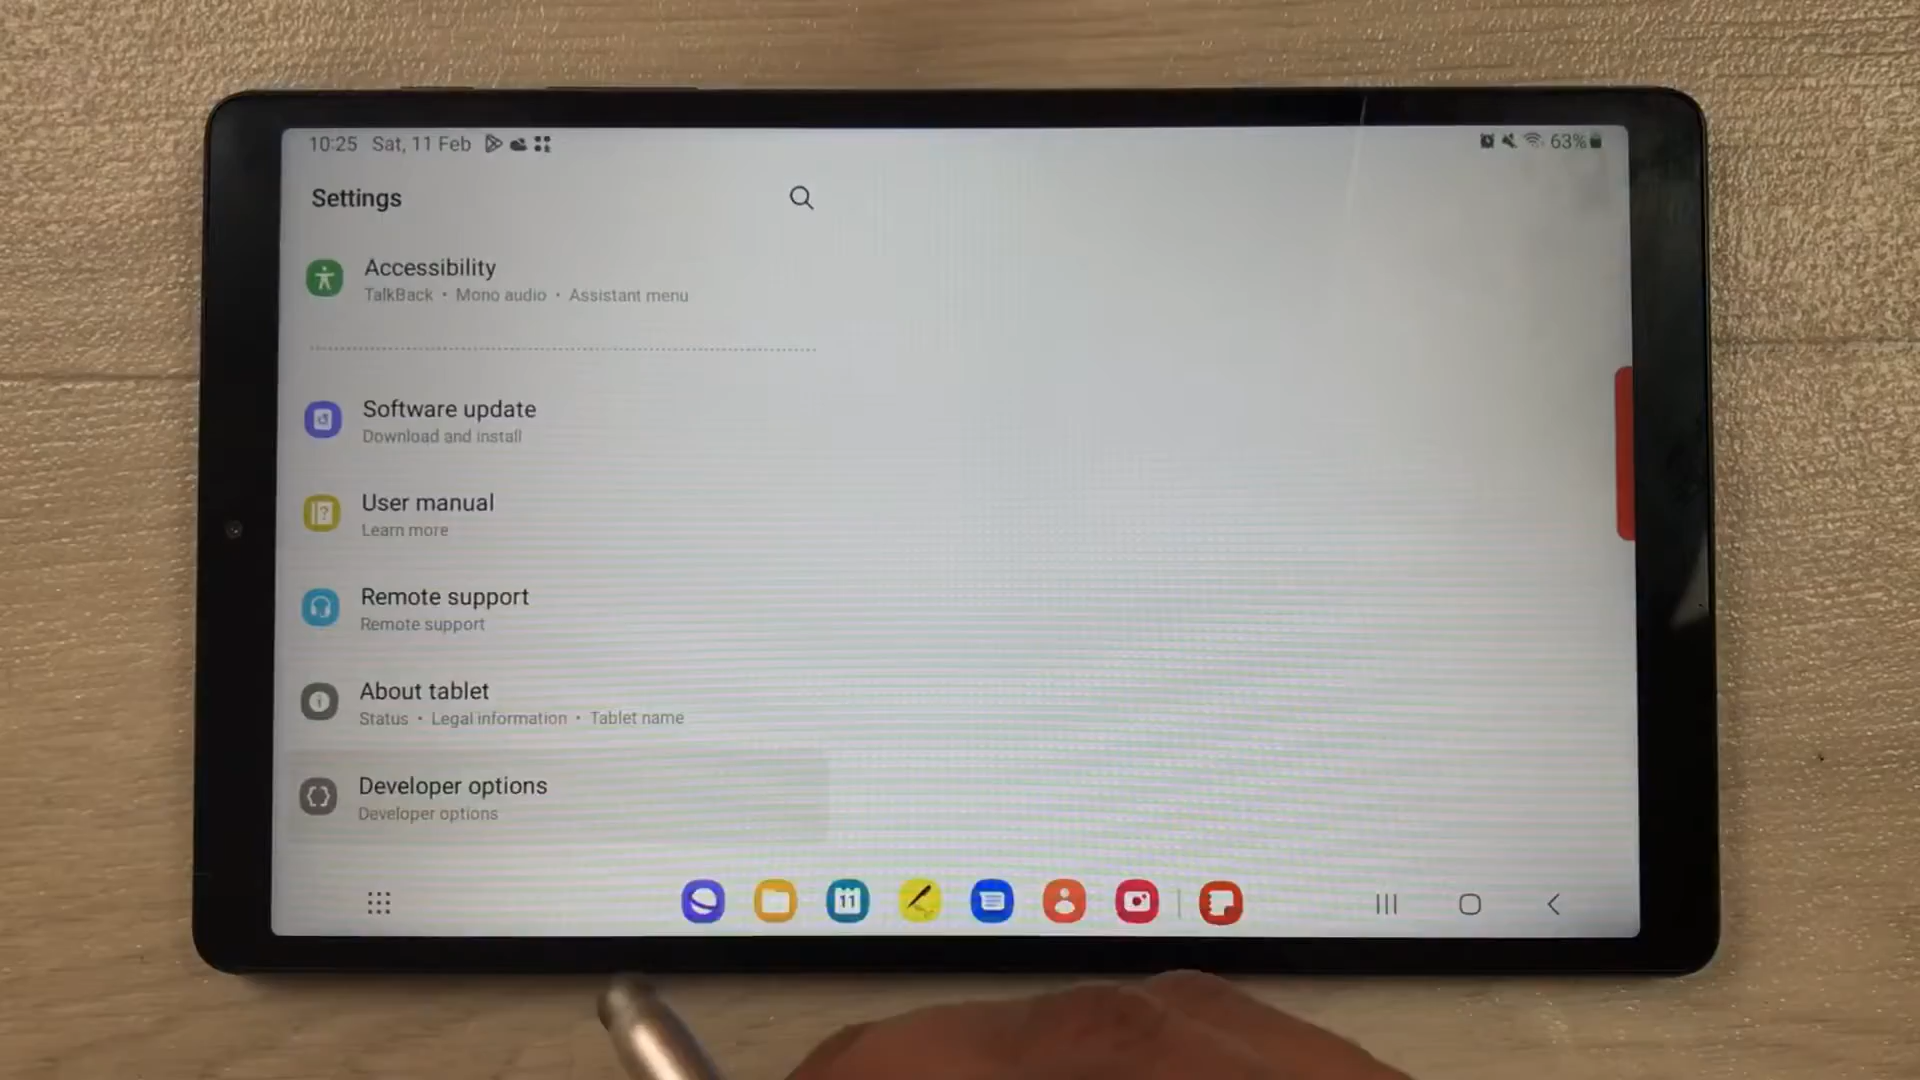 10:25 Sat, 11 Feb
63%
Settings
Accessibility
TalkBack • Mono audio • Assistant menu
Software update
Download and install
User manual
Learn more
Remote support
Remote support
About tablet
Status • Legal information • Tablet name
Developer options
Developer options
11